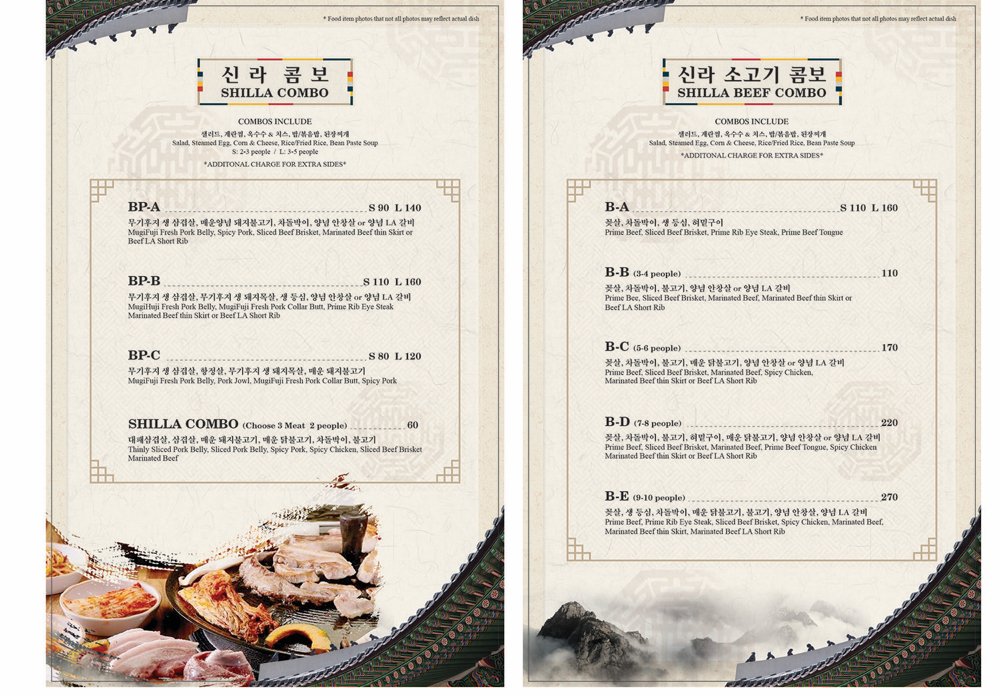 * Food item photos that not all photos may reflect actual dish
신라 콤보
SHILLA COMBO
COMBOS INCLUDE
샐러드, 계란찜, 옥수수 & 치즈, 밥/볶음밥, 된장찌개
Salad, Steamed Egg, Corn & Cheese, Rice/Fried Rice, Bean Paste Soup
S: 2-3 people / L: 3-5 people
*ADDITONAL CHARGE FOR EXTRA SIDES*
BP-A S 90 L 140
무기후지 생 삼겹살, 매운양념 돼지불고기, 차돌박이, 양념 안창살 or 양념 LA 갈비
MugiFuji Fresh Pork Belly, Spicy Pork, Sliced Beef Brisket, Marinated Beef thin Skirt or
Beef LA Short Rib
BP-B S 110 L 160
무기후지 생 삼겹살, 무기후지 생 돼지목살, 생 등심, 양념 안창살 or 양념 LA 갈비
MugiHuji Fresh Pork Belly, MugiFuji Fresh Pork Collar Butt, Prime Rib Eye Steak
Marinated Beef thin Skirt or Beef LA Short Rib
BP-C S 80 L 120
무기후지 생 삼겹살, 항정살, 무기후지 생 돼지목살, 매운 돼지불고기
MugiFuji Fresh Pork Belly, Pork Jowl, MugiFuji Fresh Pork Collar Butt, Spicy Pork
SHILLA COMBO (Choose 3 Meat 2 people) 60
대패삼겹살, 삼겹살, 매운 돼지불고기, 매운 닭불고기, 차돌박이, 불고기
Thinly Sliced Pork Belly, Sliced Pork Belly, Spicy Pork, Spicy Chicken, Sliced Beef Brisket
Marinated Beef
* Food item photos that not all photos may reflect actual dish
신라 소고기 콤보
SHILLA BEEF COMBO
COMBOS INCLUDE
샐러드, 계란찜, 옥수수 & 치즈, 밥/볶음밥, 된장찌개
Salad, Steamed Egg, Corn & Cheese, Rice/Fried Rice, Bean Paste Soup
*ADDITONAL CHARGE FOR EXTRA SIDES*
B-A S 110 L 160
꽃살, 차돌박이, 생 등심, 혀밑구이
Prime Beef, Sliced Beef Brisket, Prime Rib Eye Steak, Prime Beef Tongue
B-B (3-4 people) 110
꽃살, 차돌박이, 불고기, 양념 안창살 or 양념 LA 갈비
Prime Bee, Sliced Beef Brisket, Marinated Beef, Marinated Beef thin Skirt or
Beef LA Short Rib
B-C (5-6 people) 170
꽃살, 차돌박이, 불고기, 매운 닭불고기, 양념 안창살 or 양념 LA 갈비
Prime Beef, Sliced Beef Brisket, Marinated Beef, Spicy Chicken,
Marinated Beef thin Skirt or Beef LA Short Rib
B-D (7-8 people) 220
꽃살, 차돌박이, 불고기, 혀밑구이, 매운 닭불고기, 양념 안창살 or 양념 LA 갈비
Prime Beef, Sliced Beef Brisket, Marinated Beef, Prime Beef Tongue, Spicy Chicken
Marinated Beef thin Skirt or Beef LA Short Rib
B-E (9-10 people) 270
꽃살, 생 등심, 차돌박이, 매운 닭불고기, 불고기, 양념 안창살, 양념 LA 갈비
Prime Beef, Prime Rib Eye Steak, Sliced Beef Brisket, Spicy Chicken, Marinated Beef,
Marinated Beef thin Skirt, Marinated Beef LA Short Rib